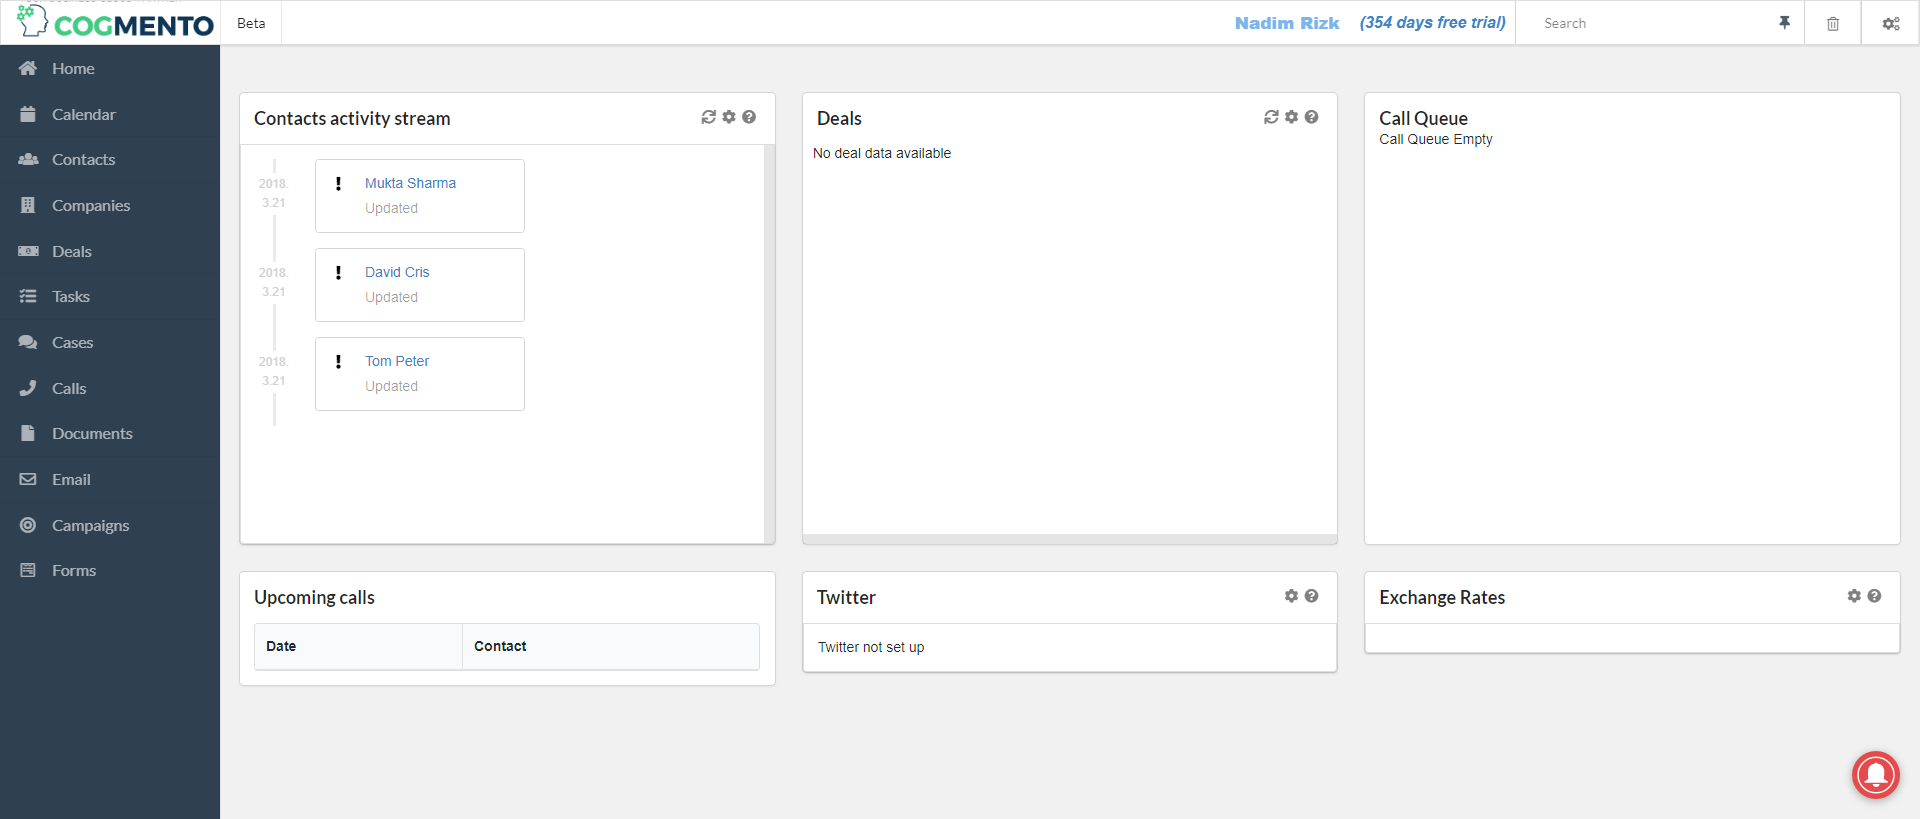 COGMENTO
Beta
Nadim Rizk
(354 days free trial)
Search
Home
Calendar
Contacts
Companies
Deals
Tasks
Cases
Calls
Documents
Email
Campaigns
Forms
Contacts activity stream
2018.
3.21
Mukta Sharma
Updated
2018.
3.21
David Cris
Updated
2018.
3.21
Tom Peter
Updated
Deals
No deal data available
Call Queue
Call Queue Empty
Upcoming calls
Date
Contact
Twitter
Twitter not set up
Exchange Rates